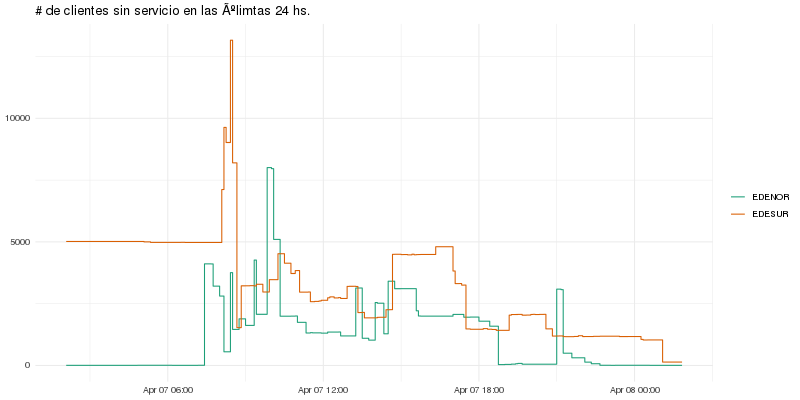 # de clientes sin servicio en las Ãºlimtas 24 hs.
10000
5000
0
Apr 07 06:00 Apr 07 12:00 Apr 07 18:00 Apr 08 00:00
EDENOR
EDESUR